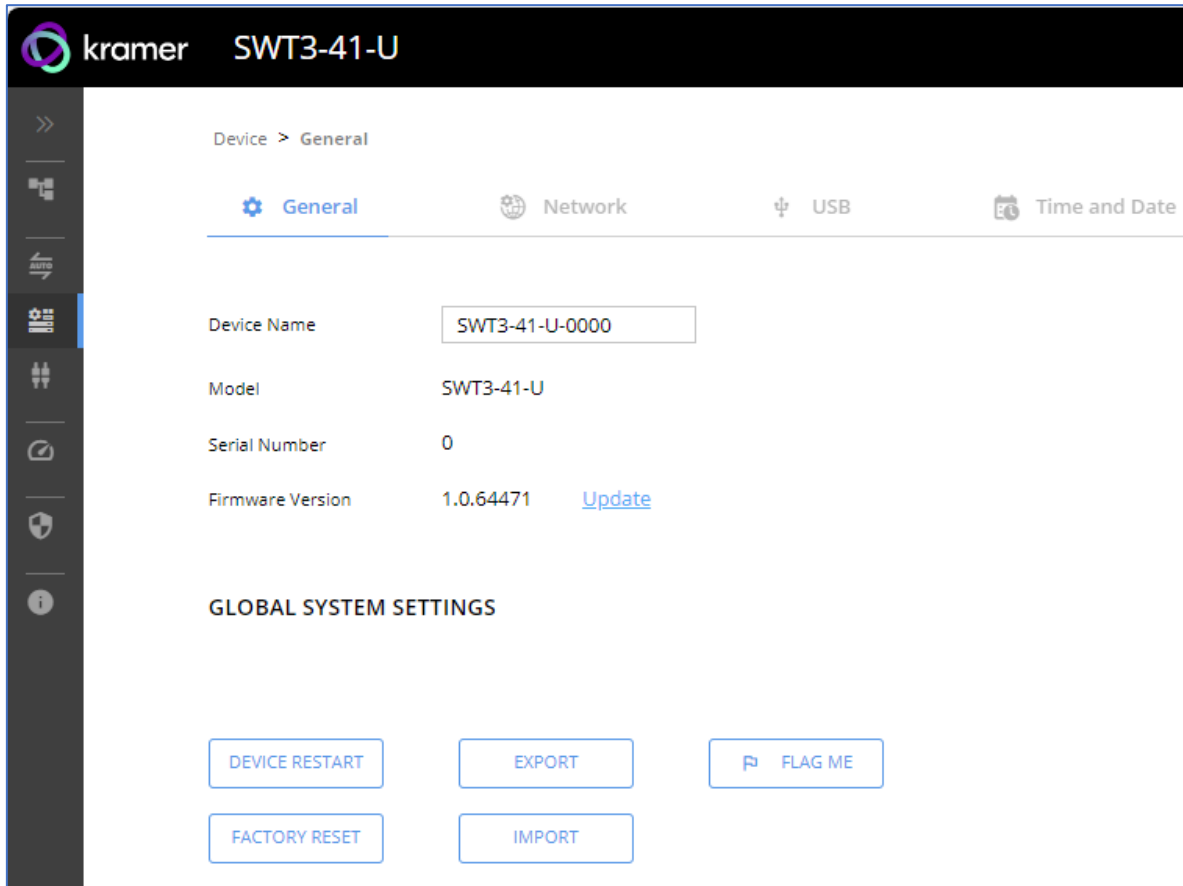 kramer SWT3-41-U
Device > General
General Network USB Time and Date
AUTO
Device Name SWT3-41-U-0000
Model SWT3-41-U
Serial Number 0
Firmware Version 1.0.64471 Update
GLOBAL SYSTEM SETTINGS
DEVICE RESTART EXPORT FLAG ME
FACTORY RESET IMPORT